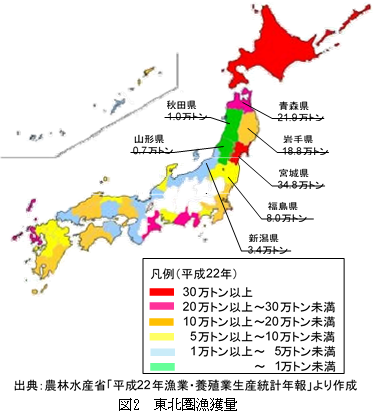 秋田県
1.0万トン
青森県
21.9万トン
山形県
0.7万トン
岩手県
18.8万トン
宮城県
34.8万トン
福島県
8.0万トン
新潟県
3.4万トン
凡例(平成22年)
30万トン以上
20万トン以上~30万トン未満
10万トン以上~20万トン未満
5万トン以上~10万トン未満
1万トン以上~ 5万トン未満
~ 1万トン未満
出典:農林水産省「平成22年漁業・養殖業生産統計年報」より作成
図2 東北圏漁獲量